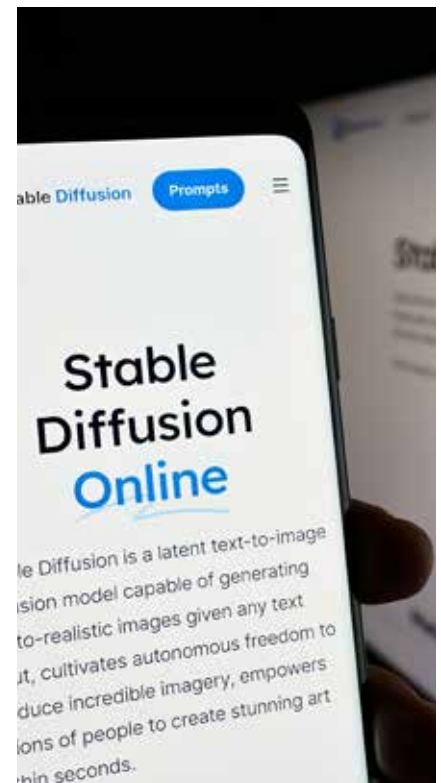 able Diffusion Prompts
Stable
Diffusion
Online
le Diffusion is a latent text-to-image
sion model capable of generating
to-realistic images given any text
ut, cultivates autonomous freedom to
duce incredible imagery, empowers
ions of people to create stunning art
hin seconds.